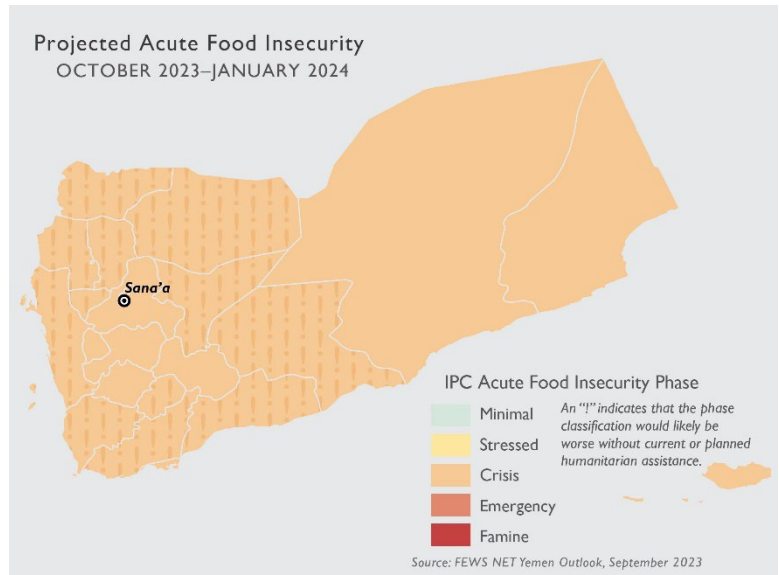 Projected Acute Food Insecurity
OCTOBER 2023–JANUARY 2024
Sana’a
IPC Acute Food Insecurity Phase
Minimal
Stressed
Crisis
Emergency
Famine
An “!” indicates that the phase
classification would likely be
worse without current or planned
humanitarian assistance.
Source: FEWS NET Yemen Outlook, September 2023